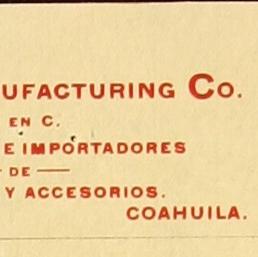 UFACTURING CO.
EN C.
E IMPORTADORES
DE
Y ACCESORIOS.
COAHUILA.